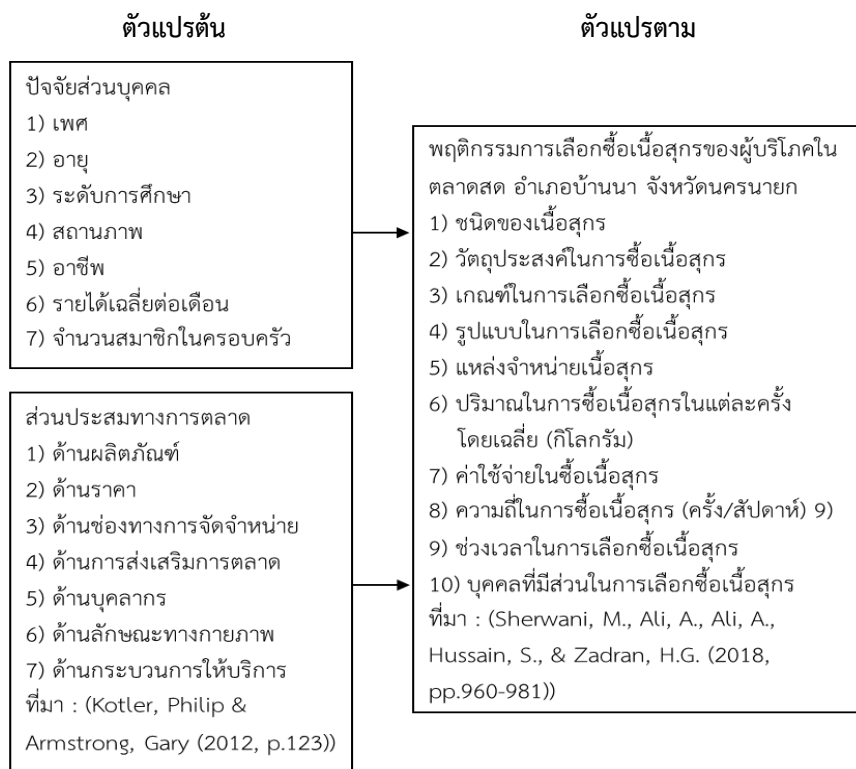 ตัวแปรต้น
ปัจจัยส่วนบุคคล
1) เพศ
2) อายุ
3) ระดับการศึกษา
4) สถานภาพ
5) อาชีพ
6) รายได้เฉลี่ยต่อเดือน
7) จำนวนสมาชิกในครอบครัว
ส่วนประสมทางการตลาด
1) ด้านผลิตภัณฑ์
2) ด้านราคา
3) ด้านช่องทางการจัดจำหน่าย
4) ด้านการส่งเสริมการตลาด
5) ด้านบุคลากร
6) ด้านลักษณะทางกายภาพ
7) ด้านกระบวนการให้บริการ
ที่มา : (Kotler, Philip &
Armstrong, Gary (2012, p.123))
ตัวแปรตาม
พฤติกรรมการเลือกซื้อเนื้อสุกรของผู้บริโภคใน
ตลาดสด อำเภอบ้านนา จังหวัดนครนายก
1) ชนิดของเนื้อสุกร
2) วัตถุประสงค์ในการซื้อเนื้อสุกร
3) เกณฑ์ในการเลือกซื้อเนื้อสุกร
4) รูปแบบในการเลือกซื้อเนื้อสุกร
5) แหล่งจำหน่ายเนื้อสุกร
6) ปริมาณในการซื้อเนื้อสุกรในแต่ละครั้ง
โดยเฉลี่ย (กิโลกรัม)
7) ค่าใช้จ่ายในซื้อเนื้อสุกร
8) ความถี่ในการซื้อเนื้อสุกร (ครั้ง/สัปดาห์) 9)
9) ช่วงเวลาในการเลือกซื้อเนื้อสุกร
10) บุคคลที่มีส่วนในการเลือกซื้อเนื้อสุกร
ที่มา : (Sherwani, M., Ali, A., Ali, A.,
Hussain, S., & Zadran, H.G. (2018,
pp.960-981))